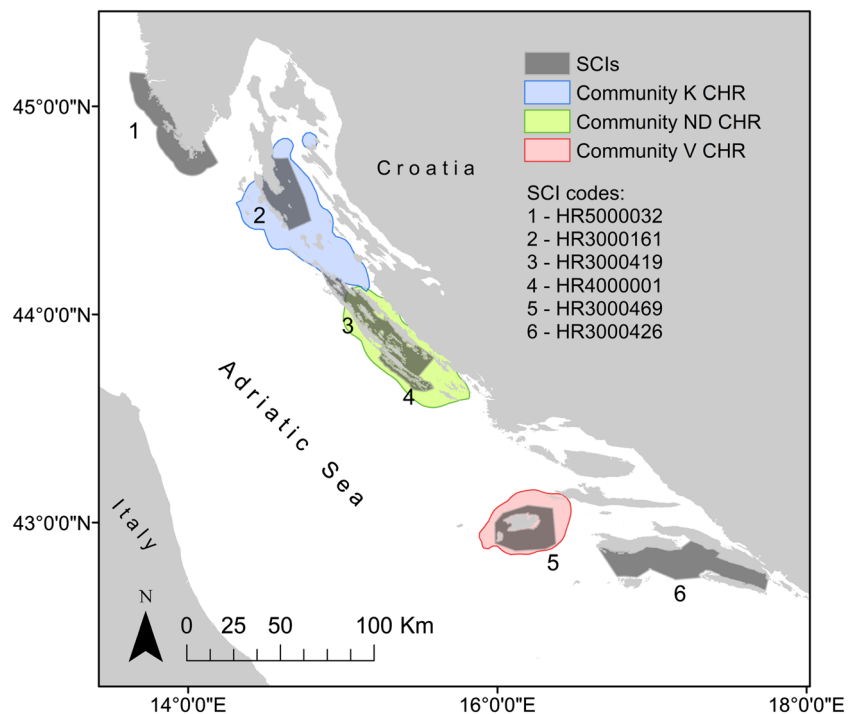 SCIs
Community K CHR
Community ND CHR
Community V CHR
SCI codes:
1 - HR5000032
2 - HR3000161
3 - HR3000419
4 - HR4000001
5 - HR3000469
6 - HR3000426
Croatia
Adriatic Sea
Italy
1
2
3
4
5
6
45°0'0"N
44°0'0"N
43°0'0"N
N
0 25 50 100 Km
14°0'0"E 16°0'0"E 18°0'0"E